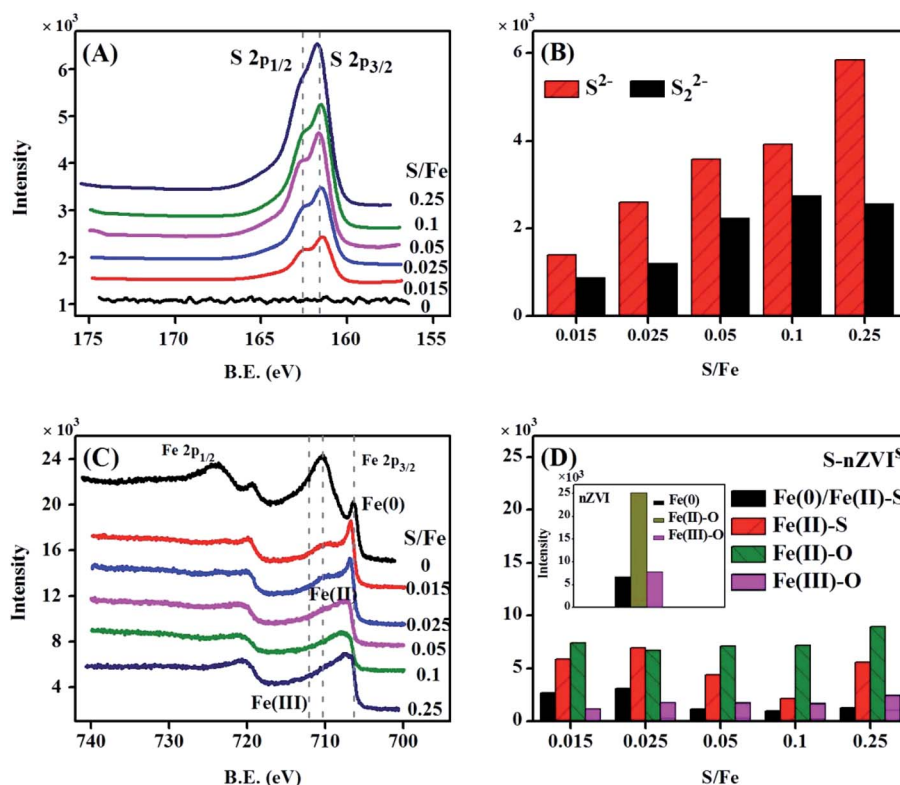 × 10³
(A)
S 2p1/2
S 2p3/2
6
5
4
3
2
1
Intensity
S/Fe
0.25
0.1
0.05
0.025
0.015
0
175
170
165
160
155
B.E. (eV)
× 10³
(B)
S²⁻
S₂²⁻
6
4
2
0
Intensity
0.015
0.025
0.05
0.1
0.25
S/Fe
× 10³
(C)
Fe 2p1/2
Fe 2p3/2
Fe(0)
24
20
16
12
8
4
Intensity
S/Fe
0
0.015
0.025
0.05
0.1
0.25
Fe(II)
Fe(III)
740
730
720
710
700
B.E. (eV)
× 10³
(D)
S-nZVI
25
20
15
10
5
0
Intensity
Fe(0)/Fe(II)-S
Fe(II)-S
Fe(II)-O
Fe(III)-O
× 10³
nZVI
25
20
15
10
5
0
Intensity
Fe(0)
Fe(II)-O
Fe(III)-O
0.015
0.025
0.05
0.1
0.25
S/Fe